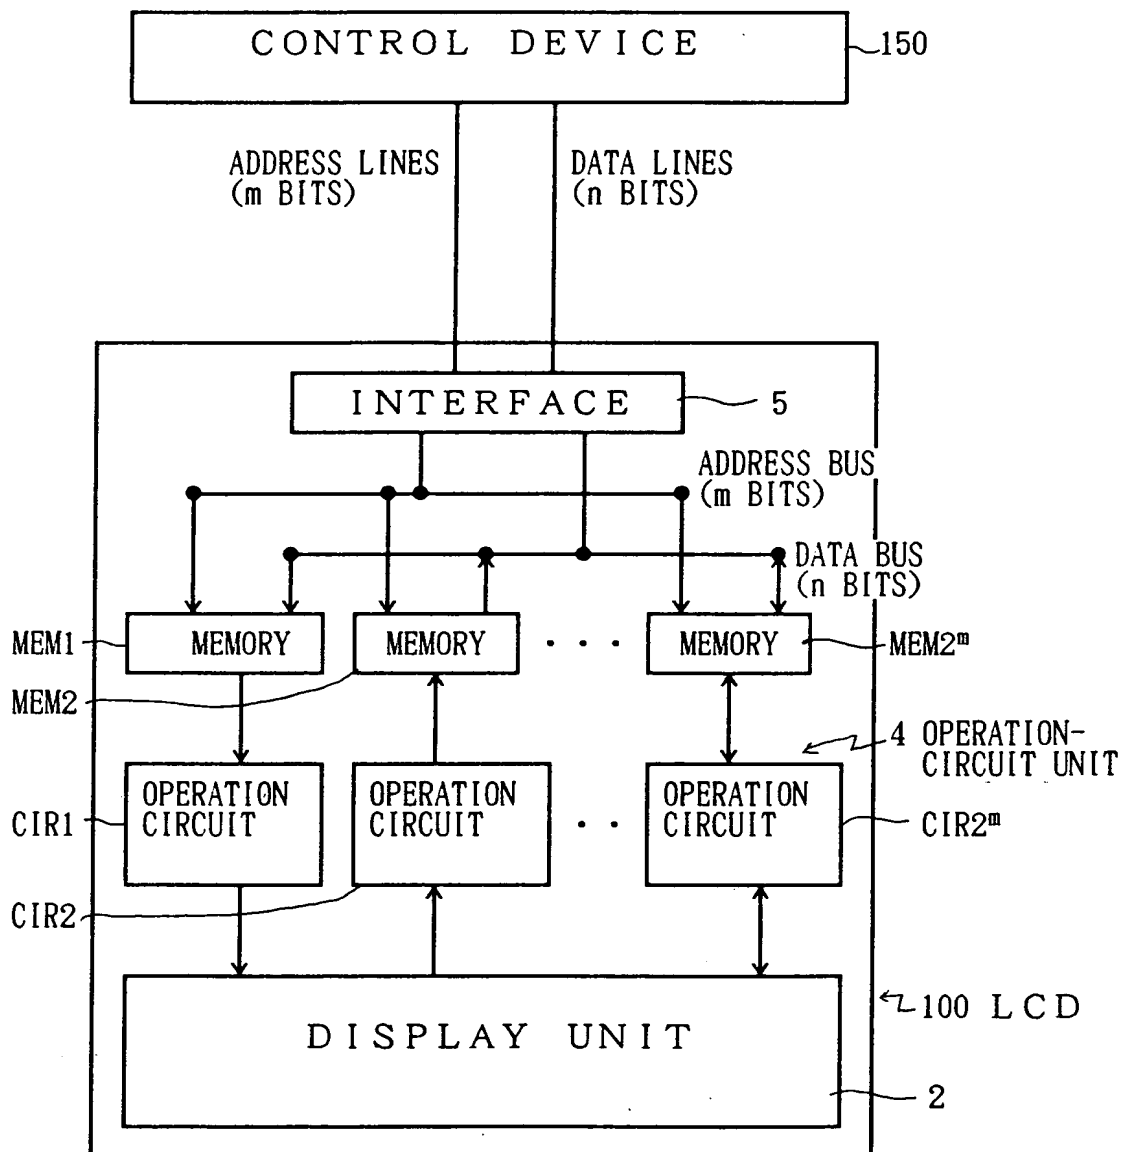 CONTROL DEVICE
150
ADDRESS LINES
(m BITS)
DATA LINES
(n BITS)
INTERFACE
5
ADDRESS BUS
(m BITS)
DATA BUS
(n BITS)
MEM1
MEMORY
MEMORY
. . .
MEMORY
MEM2ᵐ
MEM2
4 OPERATION-
CIRCUIT UNIT
OPERATION
CIRCUIT
OPERATION
CIRCUIT
. . .
OPERATION
CIRCUIT
CIR1
CIR2ᵐ
CIR2
100 LCD
DISPLAY UNIT
2